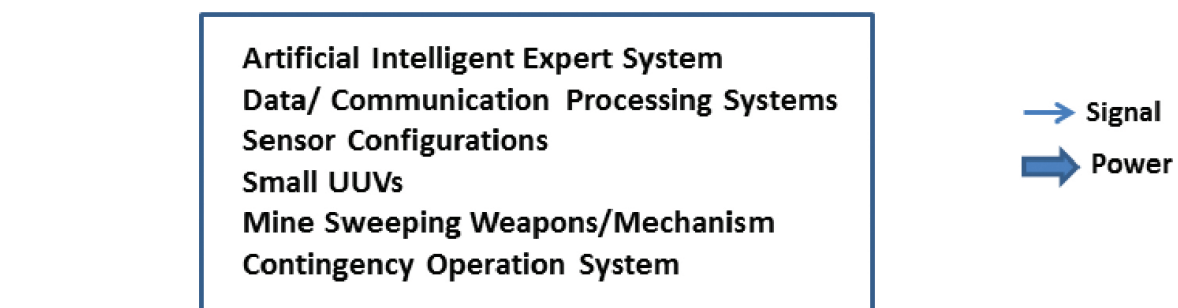 Artificial Intelligent Expert System
Data/ Communication Processing Systems
Sensor Configurations
Small UUVs
Mine Sweeping Weapons/Mechanism
Contingency Operation System
Signal
Power